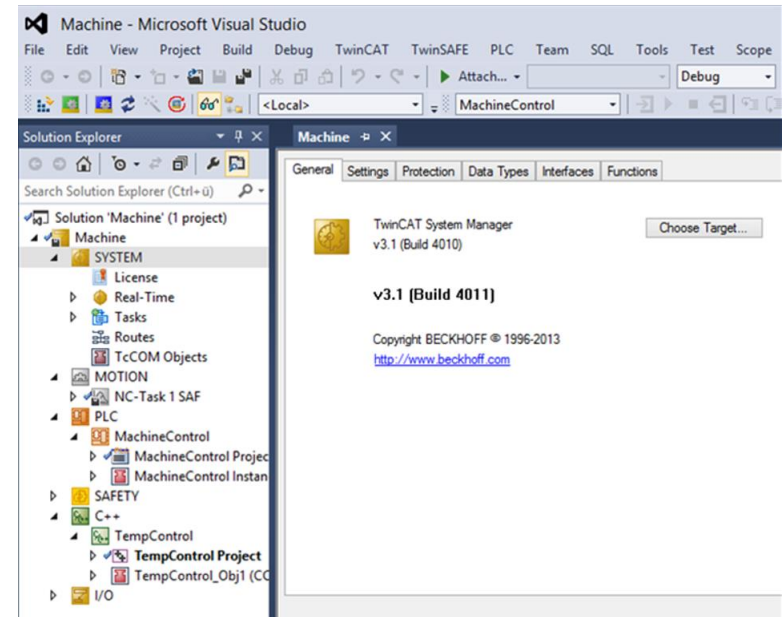 Machine - Microsoft Visual Studio
File Edit View Project Build Debug TwinCAT TwinSAFE PLC Team SQL Tools Test Scope
Attach... Debug
<Local> MachineControl
Solution Explorer
Machine
General Settings Protection Data Types Interfaces Functions
Search Solution Explorer (Ctrl+ü)
Solution 'Machine' (1 project)
Machine
SYSTEM
License
Real-Time
Tasks
Routes
TcCOM Objects
MOTION
NC-Task 1 SAF
PLC
MachineControl
MachineControl Projec
MachineControl Instan
SAFETY
C++
TempControl
TempControl Project
TempControl_Obj1 (CC
I/O
TwinCAT System Manager
v3.1 (Build 4010)
Choose Target...
v3.1 (Build 4011)
Copyright BECKHOFF © 1996-2013
http://www.beckhoff.com